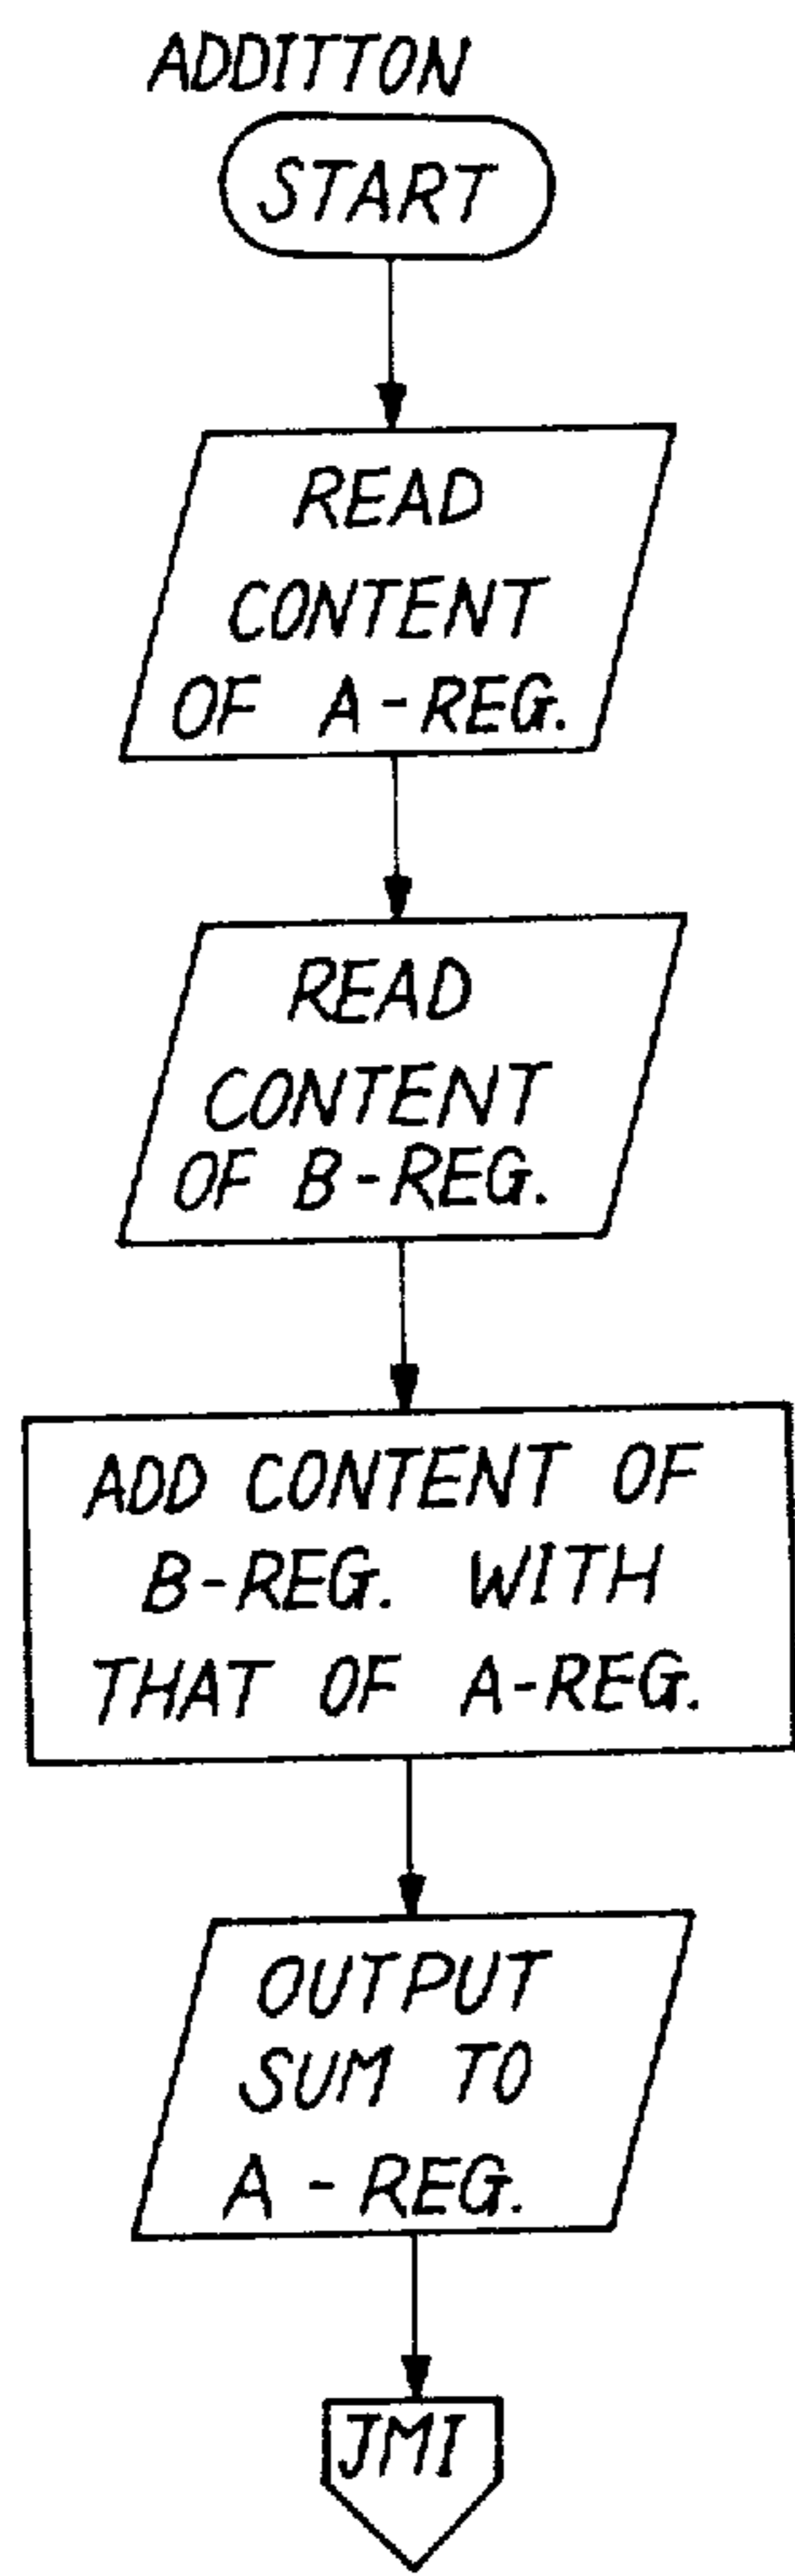 ADDITTON
START
READ
CONTENT
OF A-REG.
READ
CONTENT
OF B-REG.
ADD CONTENT OF
B-REG. WITH
THAT OF A-REG.
OUTPUT
SUM TO
A-REG.
JMI